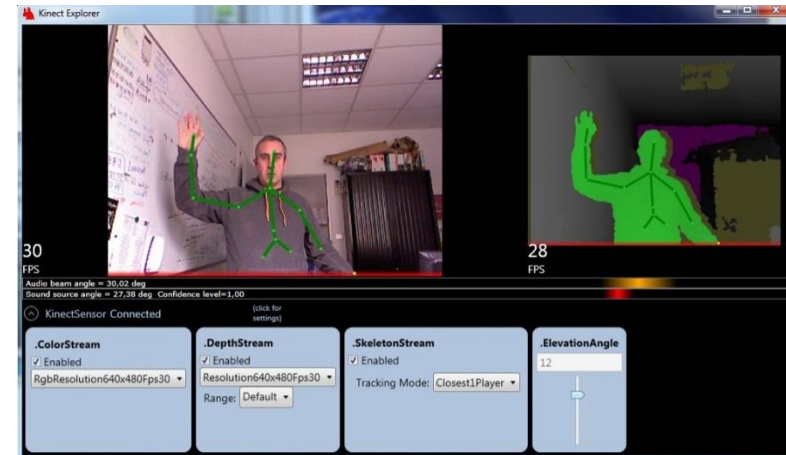 Kinect Explorer
30
FPS
28
FPS
Audio beam angle = 30,02 deg
Sound source angle = 27,38 deg Confidence level=1,00
KinectSensor Connected
(click for
settings)
.ColorStream
Enabled
RgbResolution640x480Fps30
.DepthStream
Enabled
Resolution640x480Fps30
Range: Default
.SkeletonStream
Enabled
Tracking Mode: Closest1Player
.ElevationAngle
12